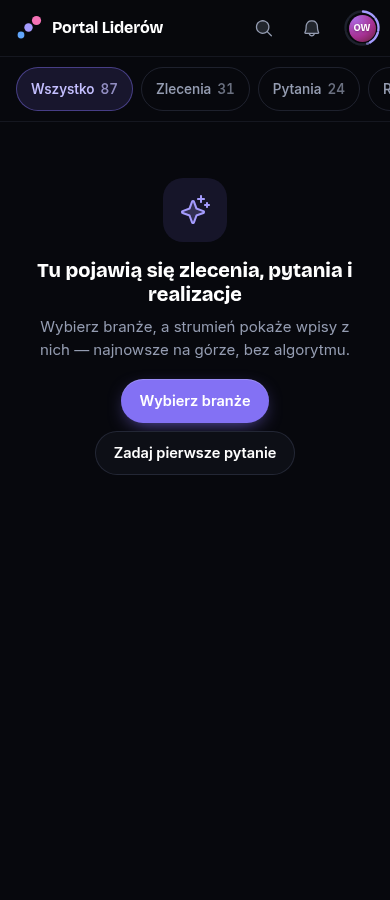 Portal Liderów
OW
Wszystko 87
Zlecenia 31
Pytania 24
R
Tu pojawią się zlecenia, pytania i
realizacje
Wybierz branże, a strumień pokaże wpisy z
nich — najnowsze na górze, bez algorytmu.
Wybierz branże
Zadaj pierwsze pytanie